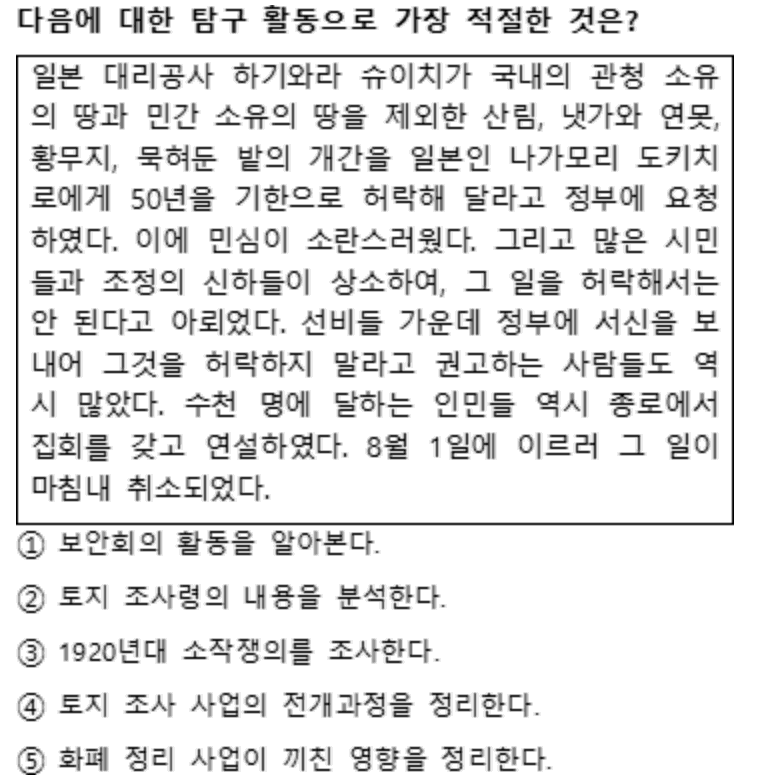 다음에 대한 탐구 활동으로 가장 적절한 것은?
일본 대리공사 하기와라 슈이치가 국내의 관청 소유
의 땅과 민간 소유의 땅을 제외한 산림, 냇가와 연못,
황무지, 묵혀둔 밭의 개간을 일본인 나가모리 도키치
로에게 50년을 기한으로 허락해 달라고 정부에 요청
하였다. 이에 민심이 소란스러웠다. 그리고 많은 시민
들과 조정의 신하들이 상소하여, 그 일을 허락해서는
안 된다고 아뢰었다. 선비들 가운데 정부에 서신을 보
내어 그것을 허락하지 말라고 권고하는 사람들도 역
시 많았다. 수천 명에 달하는 인민들 역시 종로에서
집회를 갖고 연설하였다. 8월 1일에 이르러 그 일이
마침내 취소되었다.
① 보안회의 활동을 알아본다.
② 토지 조사령의 내용을 분석한다.
③ 1920년대 소작쟁의를 조사한다.
④ 토지 조사 사업의 전개과정을 정리한다.
⑤ 화폐 정리 사업이 끼친 영향을 정리한다.